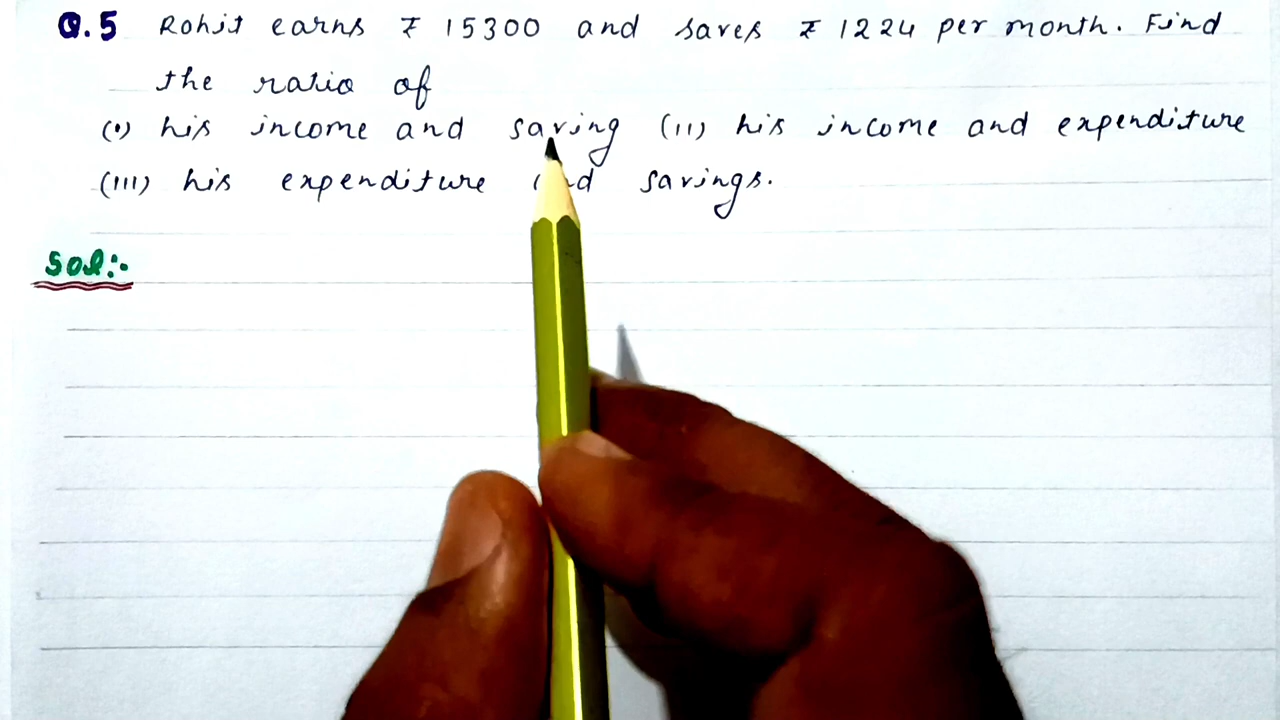 Q.5 Rohit earns ₹ 15300 and saves ₹ 1224 per month. Find
the ratio of
(i) his income and saving (ii) his income and expenditure
(iii) his expenditure and savings.
Sol:-